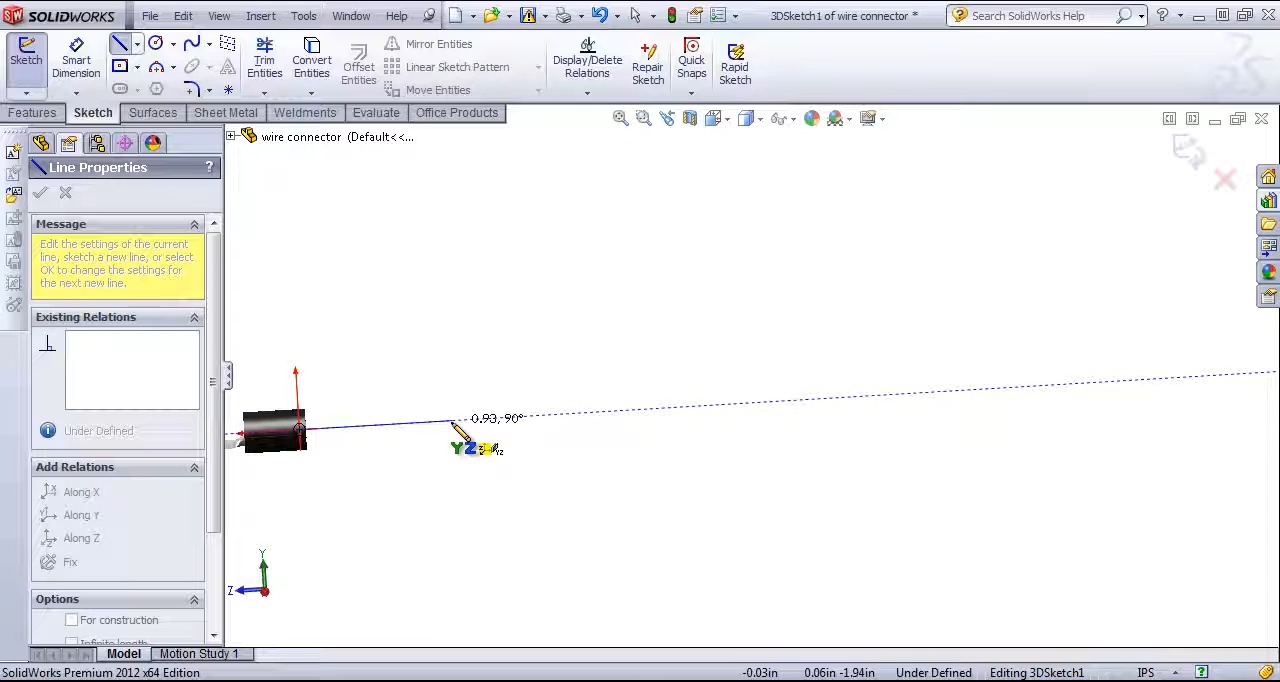 SOLIDWORKS File Edit View Insert Tools Window Help 3DSketch1 of wire connector * Search SolidWorks Help
Sketch Smart Dimension Trim Entities Convert Entities Offset Entities Mirror Entities Linear Sketch Pattern Move Entities Display/Delete Relations Repair Sketch Quick Snaps Rapid Sketch
Features Sketch Surfaces Sheet Metal Weldments Evaluate Office Products
wire connector (Default<<...
Line Properties ?
Message
Edit the settings of the current
line, sketch a new line, or select
OK to change the settings for
the next new line.
Existing Relations
Under Defined
Add Relations
Along X
Along Y
Along Z
Fix
Options
For construction
Infinite length
0.93, 90°
YZ
Y
Z
Model Motion Study 1
SolidWorks Premium 2012 x64 Edition -0.03in 0.06in -1.94in Under Defined Editing 3DSketch1 IPS